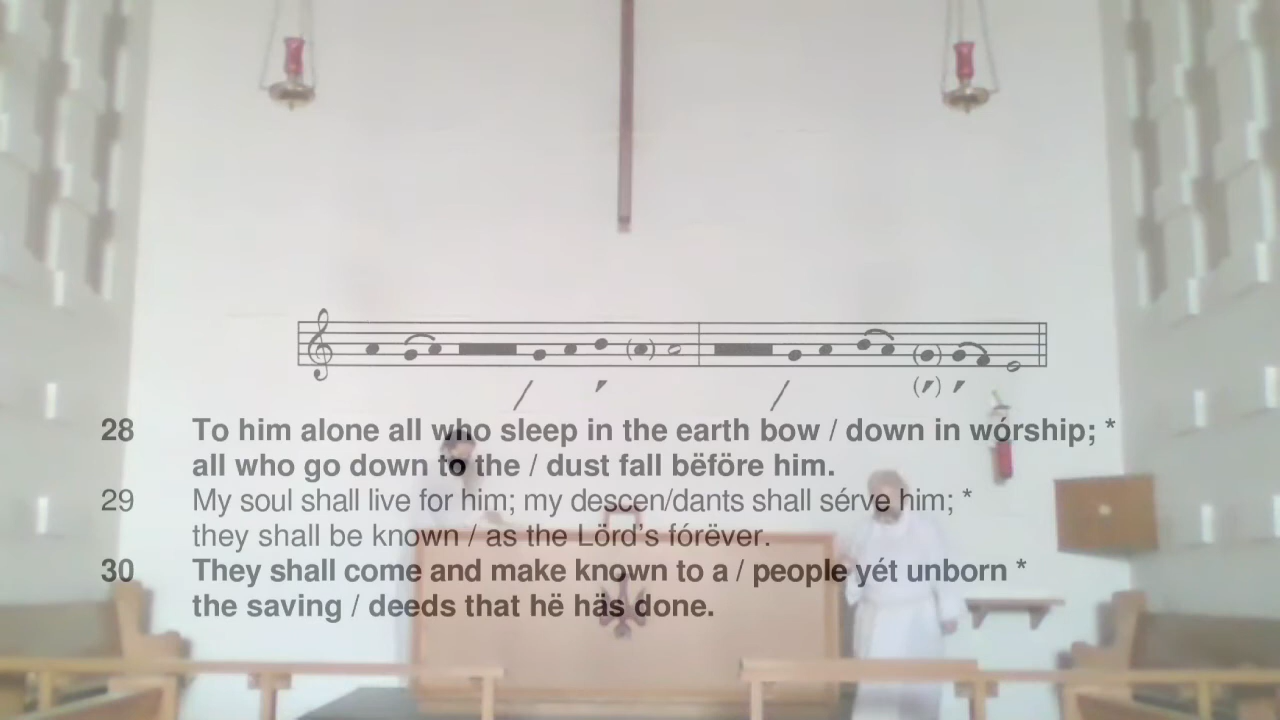 28 To him alone all who sleep in the earth bow / down in wórship; *
all who go down to the / dust fall bëföre him.
29 My soul shall live for him; my descen/dants shall sérve him; *
they shall be known / as the Lörd's fórëver.
30 They shall come and make known to a / people yét unborn *
the saving / deeds that hë häs done.